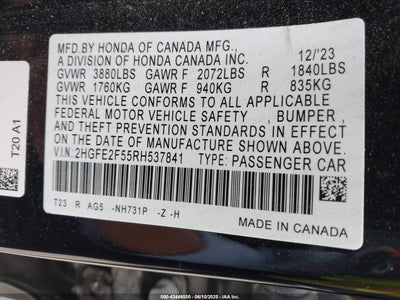 MFD.BY HONDA OF CANADA MFG.,
A DIVISION OF HONDA CANADA INC. 12/'23
GVWR 3880LBS GAWR F 2072LBS R 1840LBS
GVWR 1760KG GAWR F 940KG R 835KG
THIS VEHICLE CONFORMS TO ALL APPLICABLE
FEDERAL MOTOR VEHICLE SAFETY , BUMPER ,
AND THEFT PREVENTION STANDARDS IN EFFECT
ON THE DATE OF MANUFACTURE SHOWN ABOVE.
V.I.N:2HGFE2F55RH537841 TYPE:PASSENGER CAR
T23 R AG5 -NH731P -Z -H
MADE IN CANADA
T20 A1
000-42446550 - 06/10/2025 - IAA Inc.